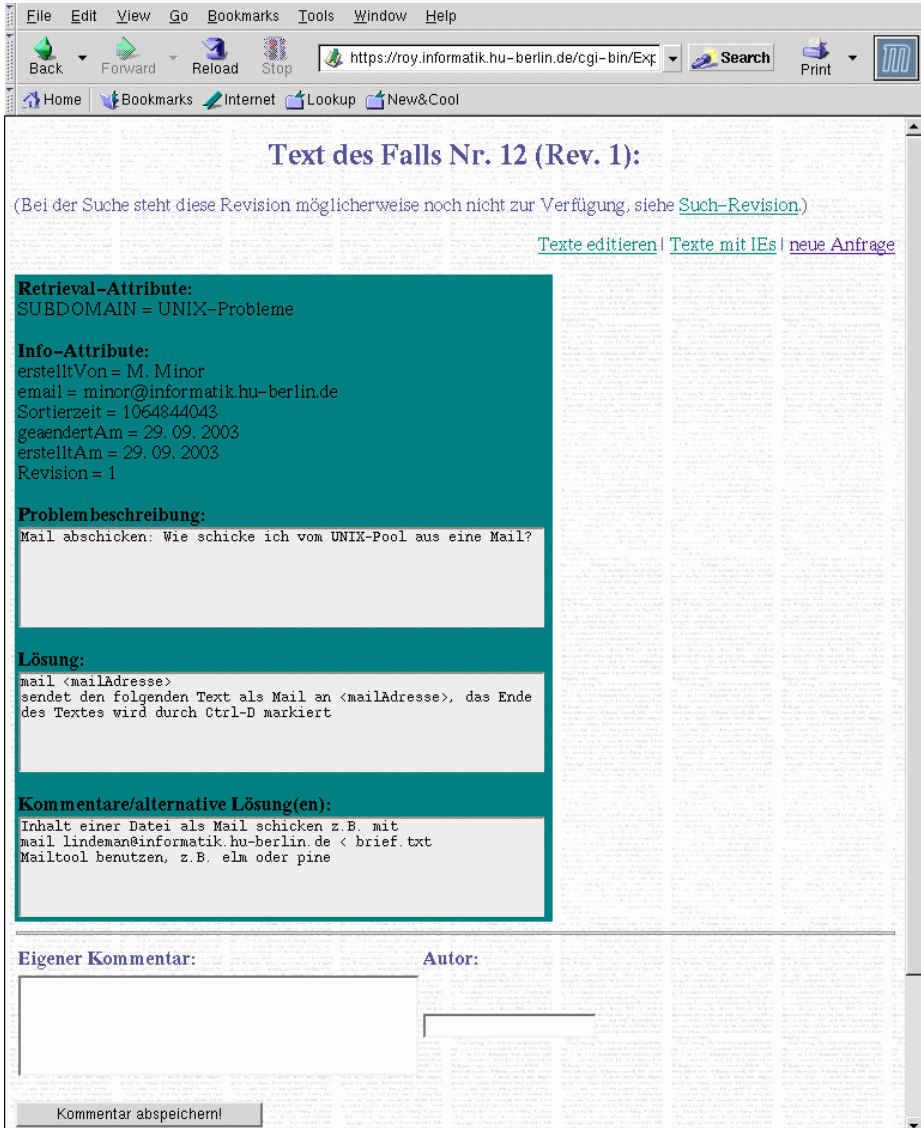 File Edit View Go Bookmarks Tools Window Help
Back Forward Reload Stop https://roy.informatik.hu-berlin.de/cgi-bin/Exp Search Print
Home Bookmarks Internet Lookup New&Cool
Text des Falls Nr. 12 (Rev. 1):
(Bei der Suche steht diese Revision möglicherweise noch nicht zur Verfügung, siehe Such-Revision.)
Texte editieren | Texte mit IEs | neue Anfrage
Retrieval-Attribute:
SUBDOMAIN = UNIX-Probleme
Info-Attribute:
erstelltVon = M. Minor
email = minor@informatik.hu-berlin.de
Sortierzeit = 1064844043
geaendertAm = 29. 09. 2003
erstelltAm = 29. 09. 2003
Revision = 1
Problembeschreibung:
Mail abschicken: Wie schicke ich vom UNIX-Pool aus eine Mail?
Lösung:
mail <mailAdresse>
sendet den folgenden Text als Mail an <mailAdresse>, das Ende
des Textes wird durch Ctrl-D markiert
Kommentare/alternative Lösung(en):
Inhalt einer Datei als Mail schicken z.B. mit
mail lindeman@informatik.hu-berlin.de < brief.txt
Mailtool benutzen, z.B. elm oder pine
Eigener Kommentar: Autor:
Kommentar abspeichern!